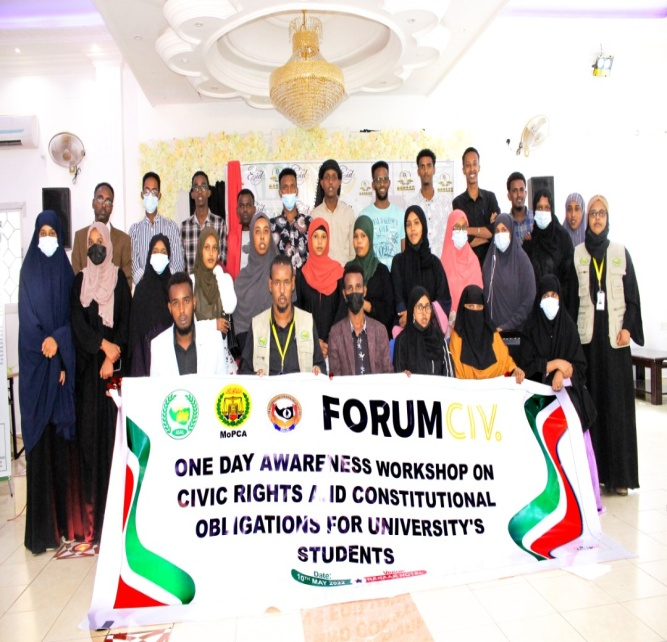 MoPCA
FORUMCIV.
ONE DAY AWARENESS WORKSHOP ON
CIVIC RIGHTS AND CONSTITUTIONAL
OBLIGATIONS FOR UNIVERSITY'S
STUDENTS
Date:
10TH MAY 2022